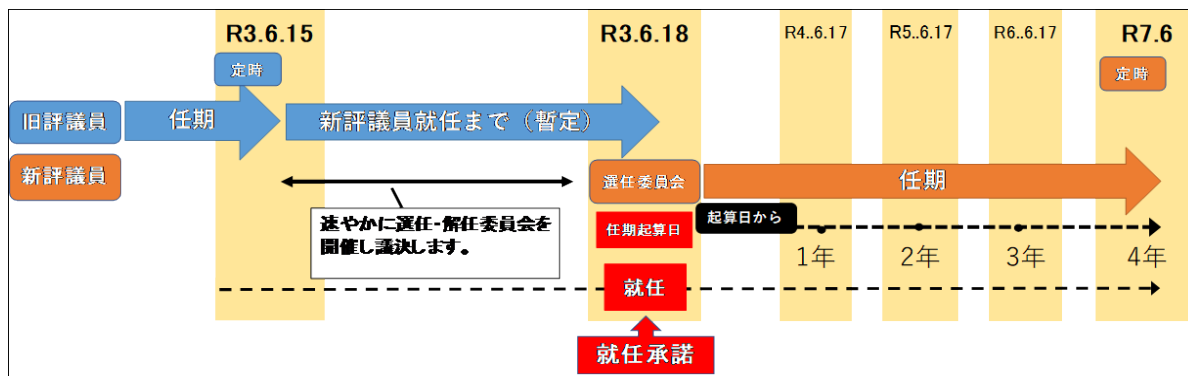 R3.6.15
R3.6.18
R4..6.17
R5..6.17
R6..6.17
R7.6
定時
定時
旧評議員
任期
新評議員就任まで（暫定）
新評議員
選任委員会
任期
速やかに選任・解任委員会を
開催し議決します。
任期起算日
起算日から
1年
2年
3年
4年
就任
就任承諾